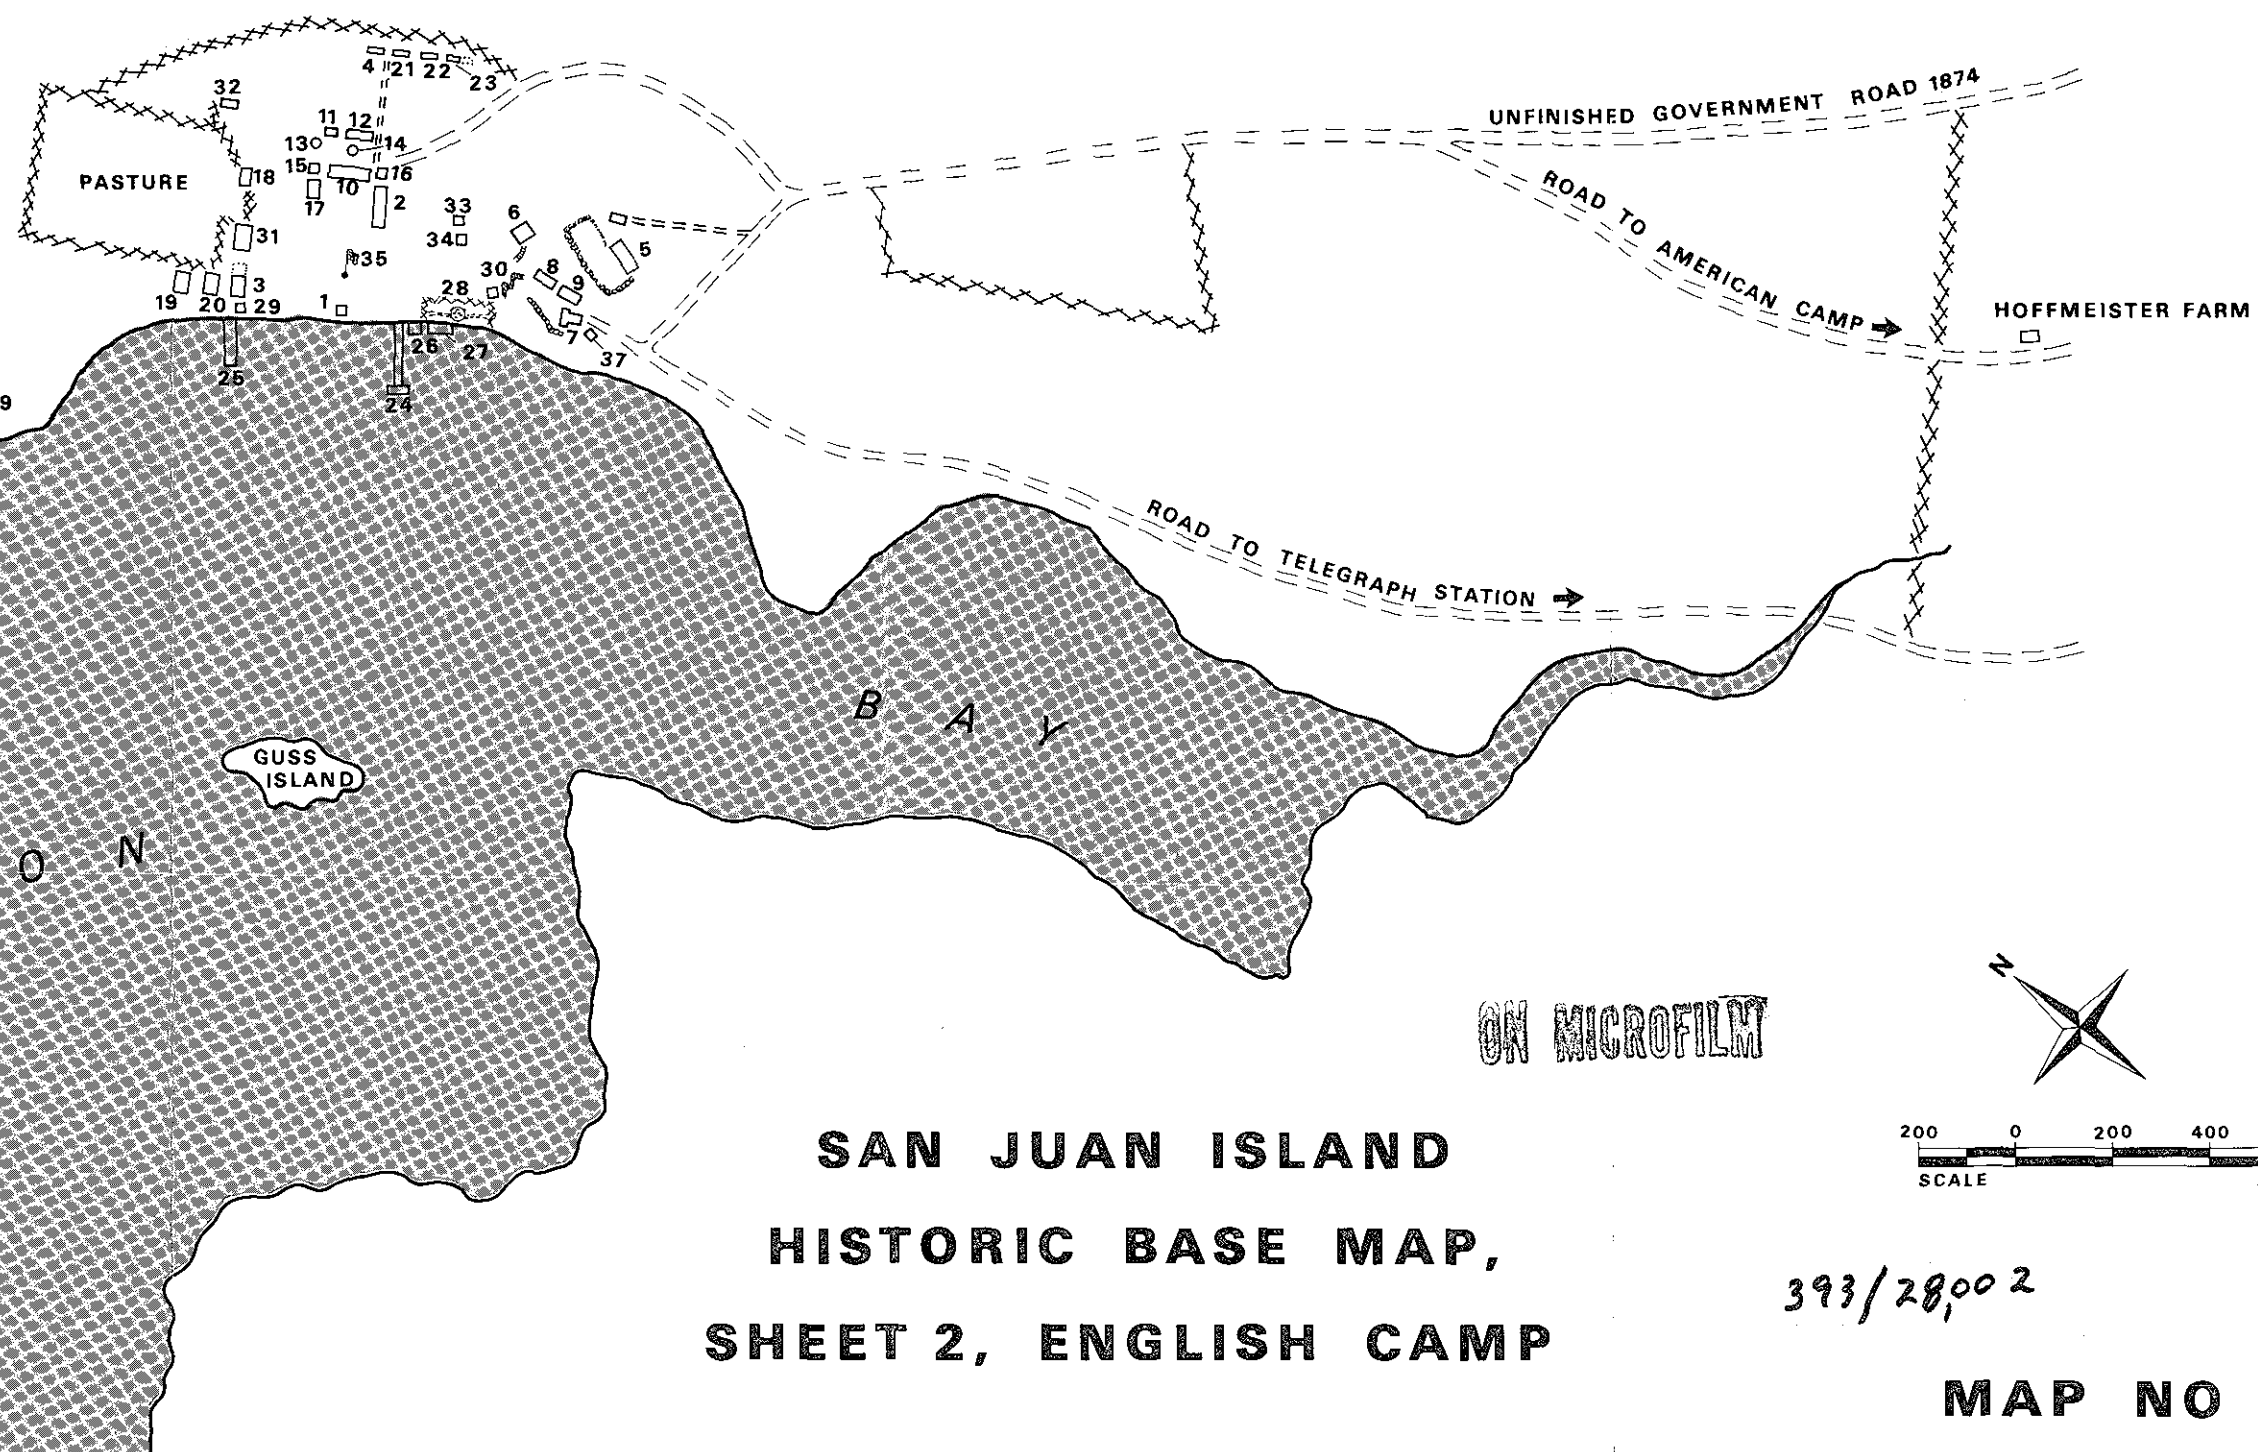 4 21 22 23
32
11 12
13 14
15 10 16
17
18
2
PASTURE
31
33
34
6
5
35
30
8
9
28
3
19 20 29
1
26 27
7
37
25
24
9
UNFINISHED GOVERNMENT ROAD 1874
ROAD TO AMERICAN CAMP
HOFFMEISTER FARM
ROAD TO TELEGRAPH STATION
B A Y
GUSS
ISLAND
O N
N
ON MICROFILM
200 0 200 400
SCALE
SAN JUAN ISLAND
HISTORIC BASE MAP,
SHEET 2, ENGLISH CAMP
393/28,002
MAP NO